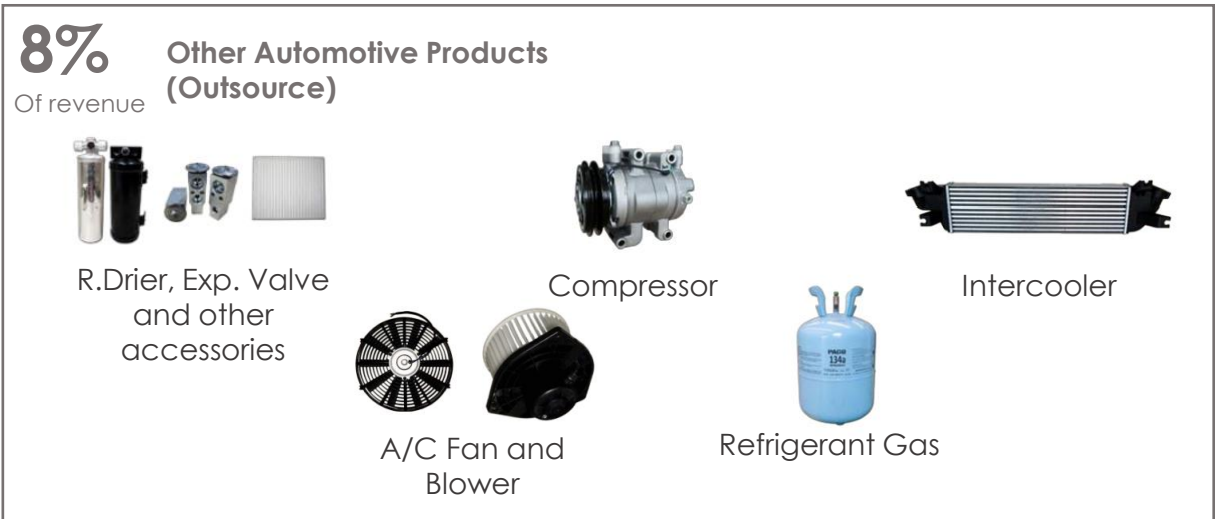 8%
Of revenue
Other Automotive Products
(Outsource)
R.Drier, Exp. Valve
and other
accessories
Compressor
Intercooler
A/C Fan and
Blower
PACO
134a
Refrigerant Gas